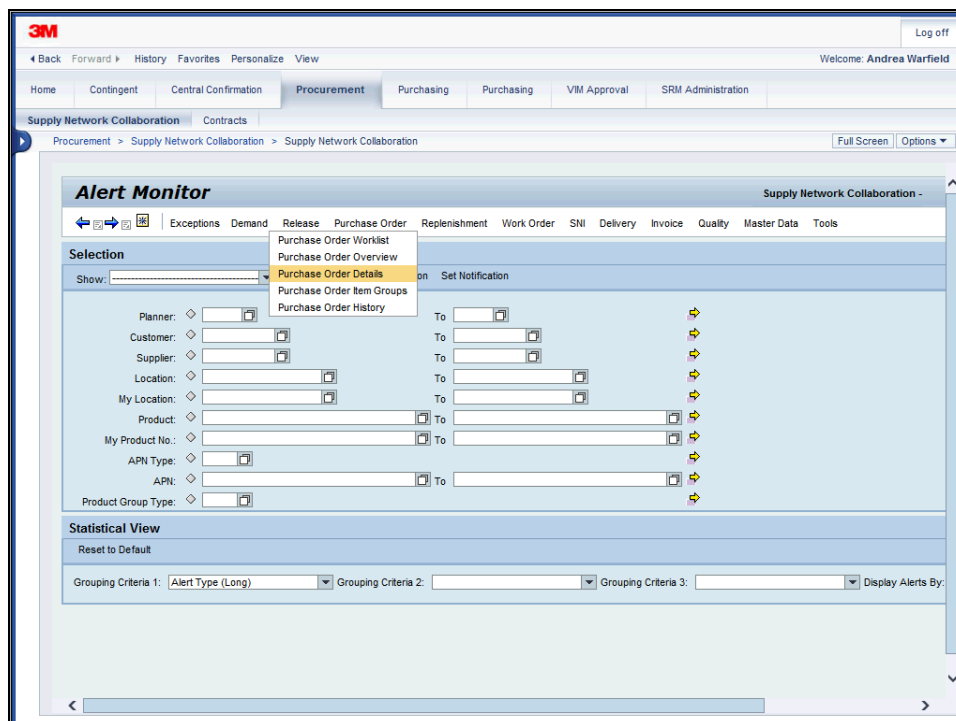 3M
Log off
Back Forward History Favorites Personalize View
Welcome: Andrea Warfield
Home Contingent Central Confirmation Procurement Purchasing Purchasing VIM Approval SRM Administration
Supply Network Collaboration Contracts
Procurement > Supply Network Collaboration > Supply Network Collaboration
Full Screen Options
Alert Monitor
Supply Network Collaboration -
Exceptions Demand Release Purchase Order Replenishment Work Order SNI Delivery Invoice Quality Master Data Tools
Purchase Order Worklist
Purchase Order Overview
Purchase Order Details
Purchase Order Item Groups
Purchase Order History
Selection
Show: on Set Notification
Planner: To
Customer: To
Supplier: To
Location: To
My Location: To
Product: To
My Product No.: To
APN Type:
APN: To
Product Group Type:
Statistical View
Reset to Default
Grouping Criteria 1: Alert Type (Long) Grouping Criteria 2: Grouping Criteria 3: Display Alerts By: